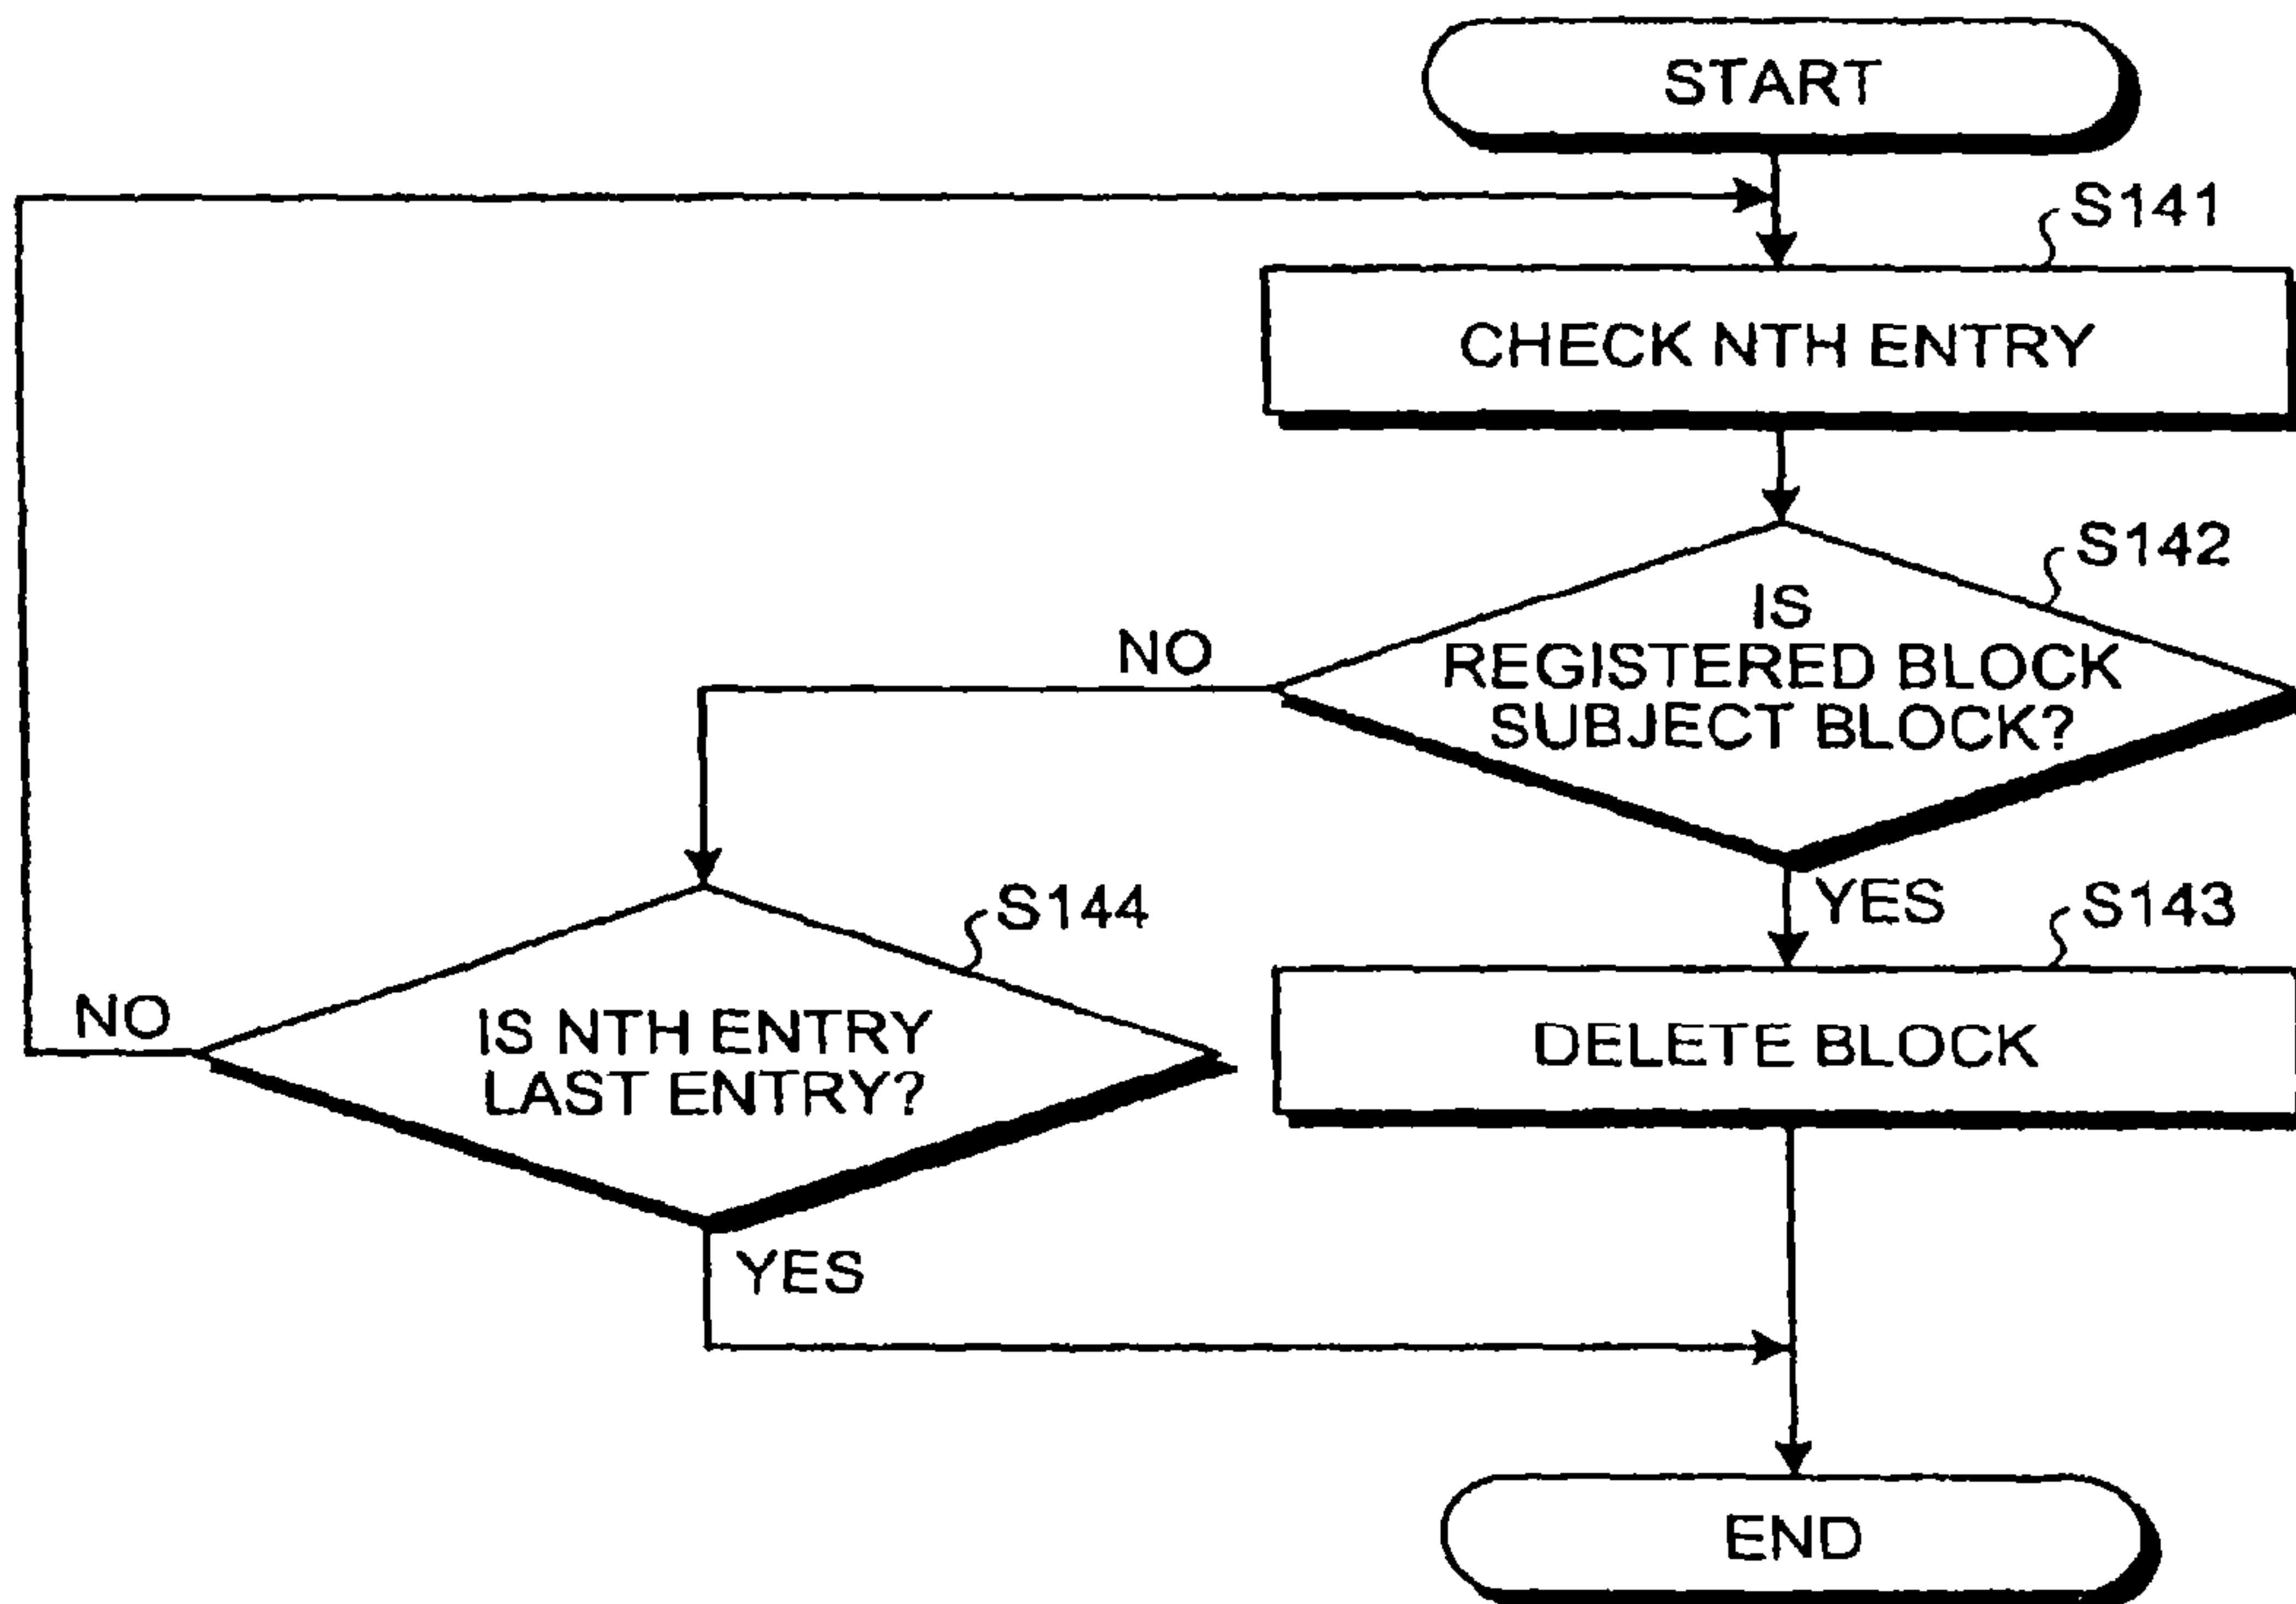 START
S141
CHECK NTH ENTRY
S142
IS
REGISTERED BLOCK
SUBJECT BLOCK?
NO
YES
S143
DELETE BLOCK
S144
IS NTH ENTRY
LAST ENTRY?
NO
YES
END